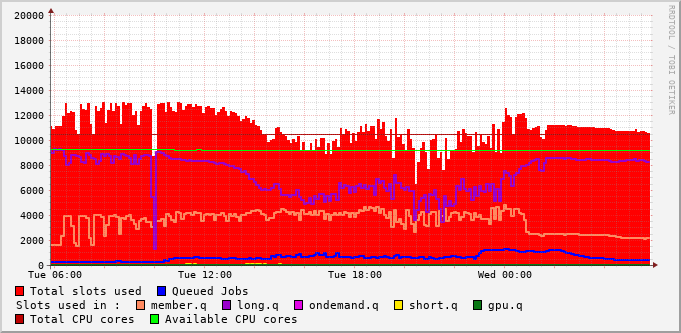 RRDTOOL / TOBI OETIKER
20000
18000
16000
14000
12000
10000
8000
6000
4000
2000
0
Tue 06:00 Tue 12:00 Tue 18:00 Wed 00:00
Total slots used Queued Jobs
Slots used in : member.q long.q ondemand.q short.q gpu.q
Total CPU cores Available CPU cores